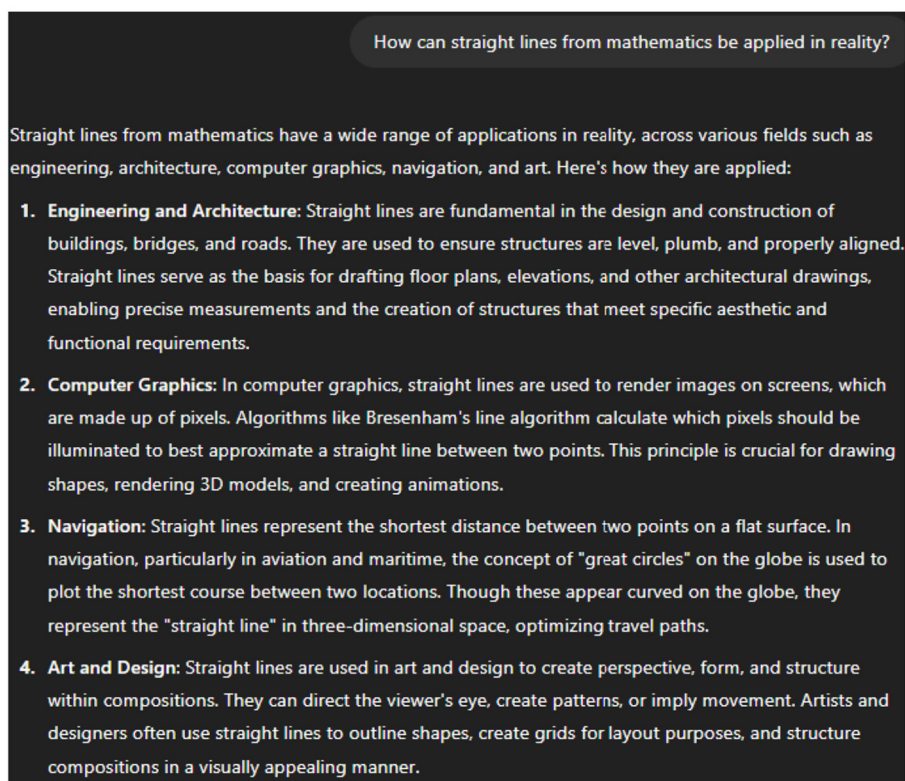 How can straight lines from mathematics be applied in reality?
Straight lines from mathematics have a wide range of applications in reality, across various fields such as
engineering, architecture, computer graphics, navigation, and art. Here's how they are applied:
1. Engineering and Architecture: Straight lines are fundamental in the design and construction of
buildings, bridges, and roads. They are used to ensure structures are level, plumb, and properly aligned.
Straight lines serve as the basis for drafting floor plans, elevations, and other architectural drawings,
enabling precise measurements and the creation of structures that meet specific aesthetic and
functional requirements.
2. Computer Graphics: In computer graphics, straight lines are used to render images on screens, which
are made up of pixels. Algorithms like Bresenham's line algorithm calculate which pixels should be
illuminated to best approximate a straight line between two points. This principle is crucial for drawing
shapes, rendering 3D models, and creating animations.
3. Navigation: Straight lines represent the shortest distance between two points on a flat surface. In
navigation, particularly in aviation and maritime, the concept of "great circles" on the globe is used to
plot the shortest course between two locations. Though these appear curved on the globe, they
represent the "straight line" in three-dimensional space, optimizing travel paths.
4. Art and Design: Straight lines are used in art and design to create perspective, form, and structure
within compositions. They can direct the viewer's eye, create patterns, or imply movement. Artists and
designers often use straight lines to outline shapes, create grids for layout purposes, and structure
compositions in a visually appealing manner.